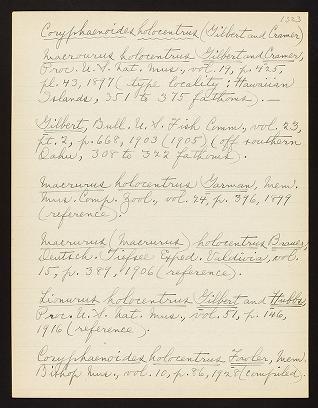 1323
Coryphaenoides holocentrus (Gilbert and Cramer)
Macrourus holocentrus Gilbert and Cramer,
Proc. U. S. Nat. Mus., vol. 19, p. 425,
pl. 43, 1897 (type locality: Hawaiian
Islands, 351 to 375 fathoms). —
Gilbert, Bull. U. S. Fish Comm., vol. 23,
pt. 2, p. 668, 1903 (1905) (off southern
Oahu, 308 to 322 fathoms).
Macrurus holocentrus Garman, Mem.
Mus. Comp. Zool., vol. 24, p. 396, 1899
(reference).
Macrurus (Macrurus) holocentrus Brauer,
Deutsch. Tiefsee Exped. Valdivia, vol.
15, p. 389, 1906 (reference).
Lionurus holocentrus Gilbert and Hubbs,
Proc. U. S. Nat. Mus., vol. 51, p. 146,
1916 (reference).
Coryphaenoides holocentrus Fowler, Mem.
Bishop Mus., vol. 10, p. 86, 1928 (compiled).